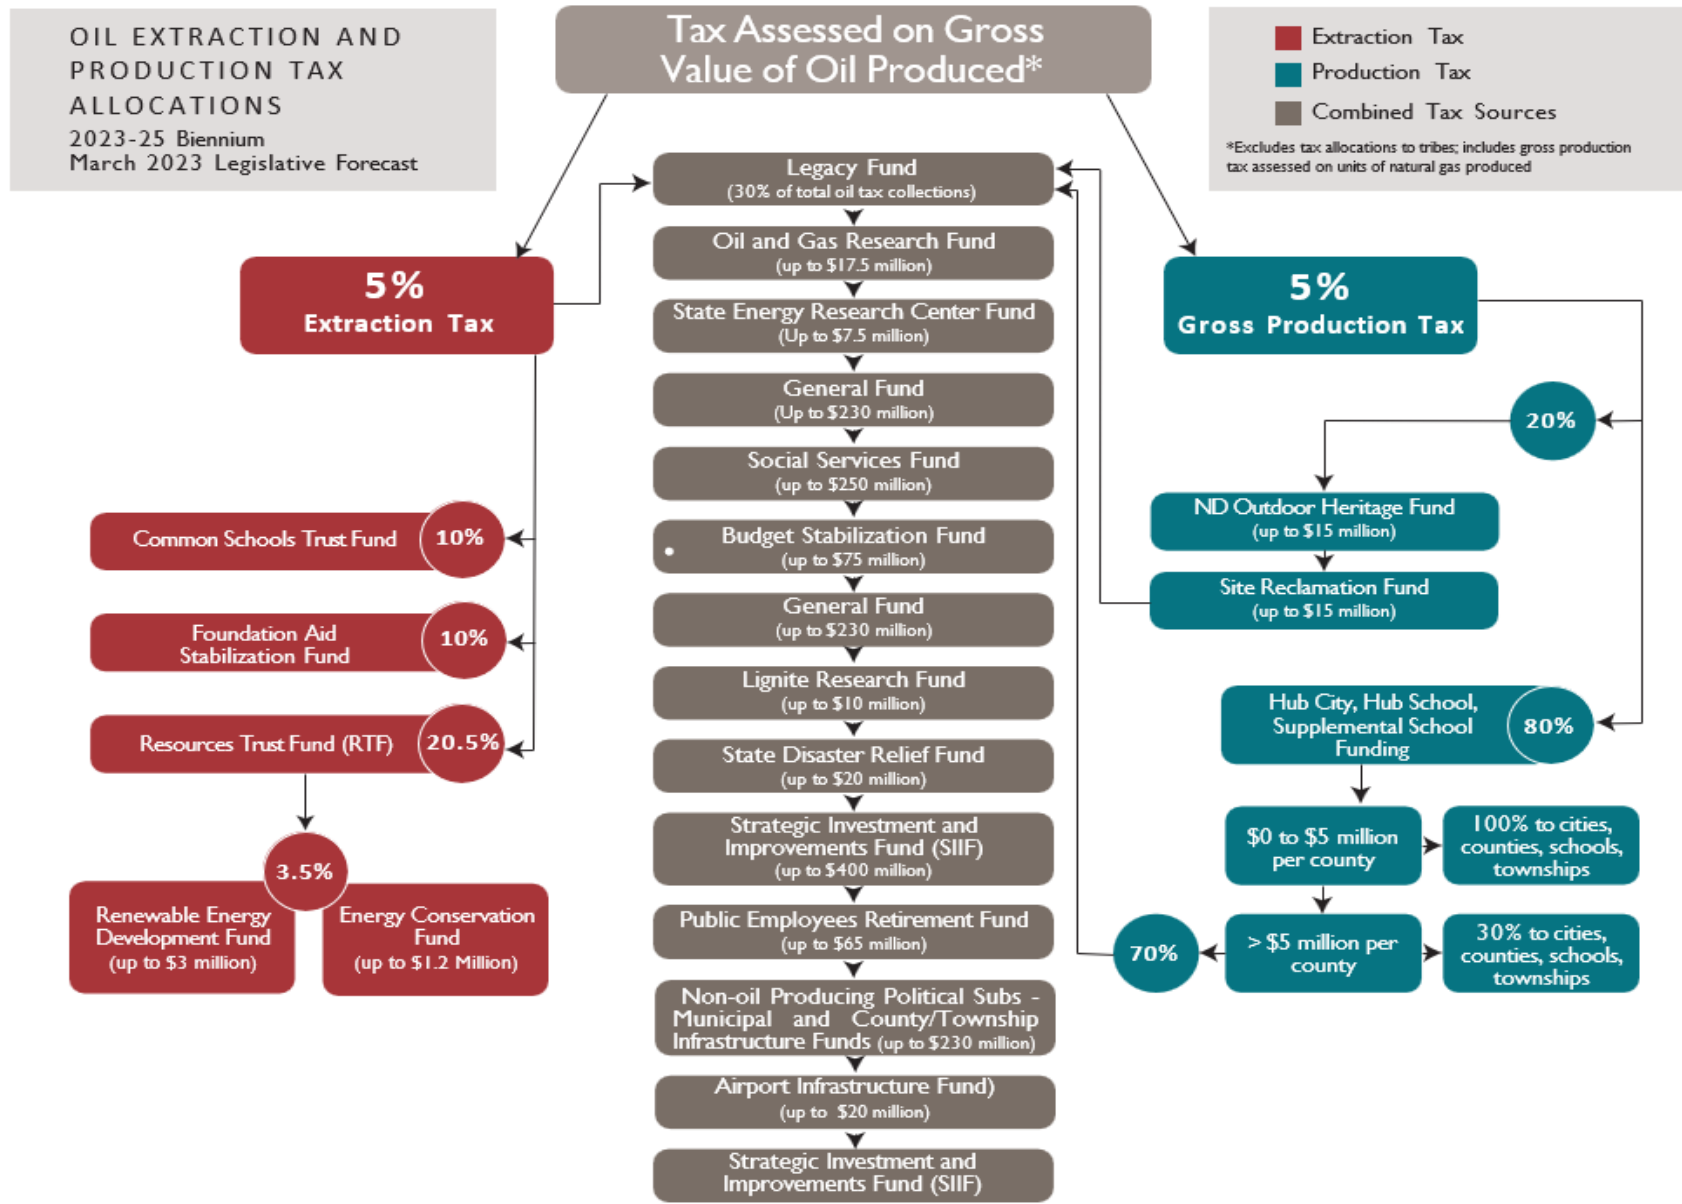 OIL EXTRACTION AND
PRODUCTION TAX
ALLOCATIONS
2023-25 Biennium
March 2023 Legislative Forecast
Tax Assessed on Gross
Value of Oil Produced*
Extraction Tax
Production Tax
Combined Tax Sources
*Excludes tax allocations to tribes; includes gross production
tax assessed on units of natural gas produced
5%
Extraction Tax
Common Schools Trust Fund
10%
Foundation Aid
Stabilization Fund
10%
Resources Trust Fund (RTF)
20.5%
3.5%
Renewable Energy
Development Fund
(up to $3 million)
Energy Conservation
Fund
(up to $1.2 Million)
Legacy Fund
(30% of total oil tax collections)
Oil and Gas Research Fund
(up to $17.5 million)
State Energy Research Center Fund
(Up to $7.5 million)
General Fund
(Up to $230 million)
Social Services Fund
(up to $250 million)
Budget Stabilization Fund
(up to $75 million)
General Fund
(up to $230 million)
Lignite Research Fund
(up to $10 million)
State Disaster Relief Fund
(up to $20 million)
Strategic Investment and
Improvements Fund (SIIF)
(up to $400 million)
Public Employees Retirement Fund
(up to $65 million)
Non-oil Producing Political Subs -
Municipal and County/Township
Infrastructure Funds (up to $230 million)
Airport Infrastructure Fund)
(up to $20 million)
Strategic Investment and
Improvements Fund (SIIF)
5%
Gross Production Tax
20%
ND Outdoor Heritage Fund
(up to $15 million)
Site Reclamation Fund
(up to $15 million)
Hub City, Hub School,
Supplemental School
Funding
80%
$0 to $5 million
per county
100% to cities,
counties, schools,
townships
70%
> $5 million per
county
30% to cities,
counties, schools,
townships